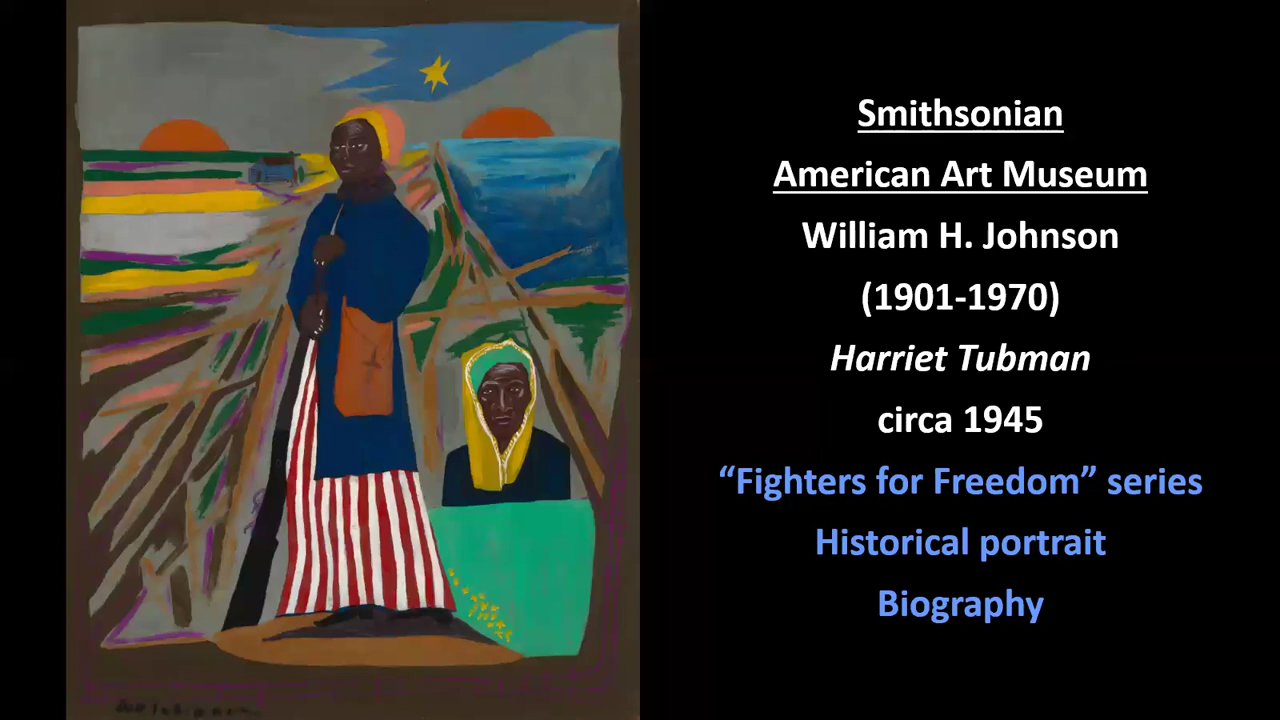 Smithsonian
American Art Museum
William H. Johnson
(1901-1970)
Harriet Tubman
circa 1945
“Fighters for Freedom” series
Historical portrait
Biography